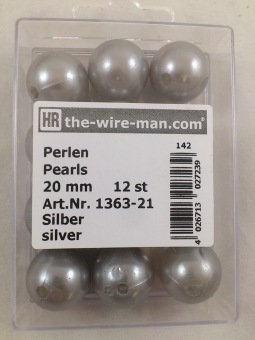 HR the-wire-man.com®
142
Perlen
Pearls
20 mm 12 st
Art.Nr. 1363-21
Silber
silver
4 026713 027239